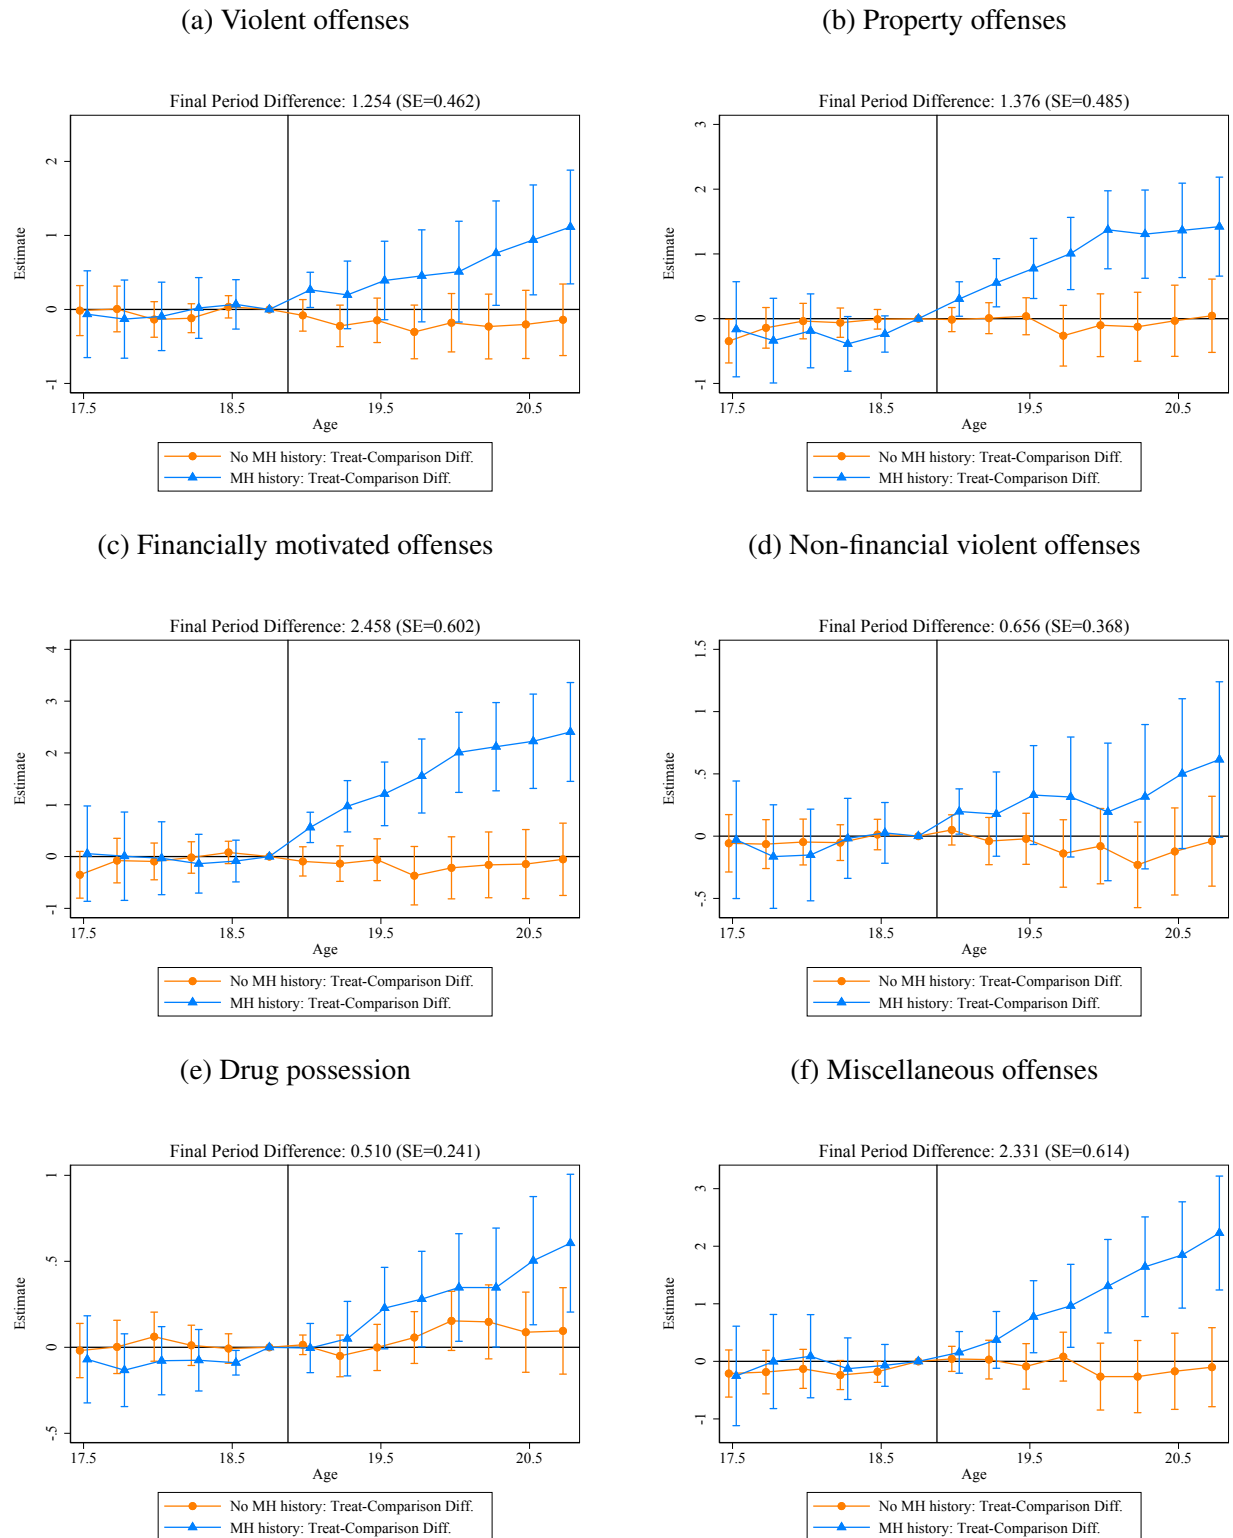 (a) Violent offenses
Final Period Difference: 1.254 (SE=0.462)
Estimate
2
1
0
-1
17.5 18.5 19.5 20.5
Age
No MH history: Treat-Comparison Diff.
MH history: Treat-Comparison Diff.
(b) Property offenses
Final Period Difference: 1.376 (SE=0.485)
Estimate
3
2
1
0
-1
17.5 18.5 19.5 20.5
Age
No MH history: Treat-Comparison Diff.
MH history: Treat-Comparison Diff.
(c) Financially motivated offenses
Final Period Difference: 2.458 (SE=0.602)
Estimate
4
3
2
1
0
-1
17.5 18.5 19.5 20.5
Age
No MH history: Treat-Comparison Diff.
MH history: Treat-Comparison Diff.
(d) Non-financial violent offenses
Final Period Difference: 0.656 (SE=0.368)
Estimate
1.5
1
.5
0
-.5
17.5 18.5 19.5 20.5
Age
No MH history: Treat-Comparison Diff.
MH history: Treat-Comparison Diff.
(e) Drug possession
Final Period Difference: 0.510 (SE=0.241)
Estimate
1
.5
0
-.5
17.5 18.5 19.5 20.5
Age
No MH history: Treat-Comparison Diff.
MH history: Treat-Comparison Diff.
(f) Miscellaneous offenses
Final Period Difference: 2.331 (SE=0.614)
Estimate
3
2
1
0
-1
17.5 18.5 19.5 20.5
Age
No MH history: Treat-Comparison Diff.
MH history: Treat-Comparison Diff.